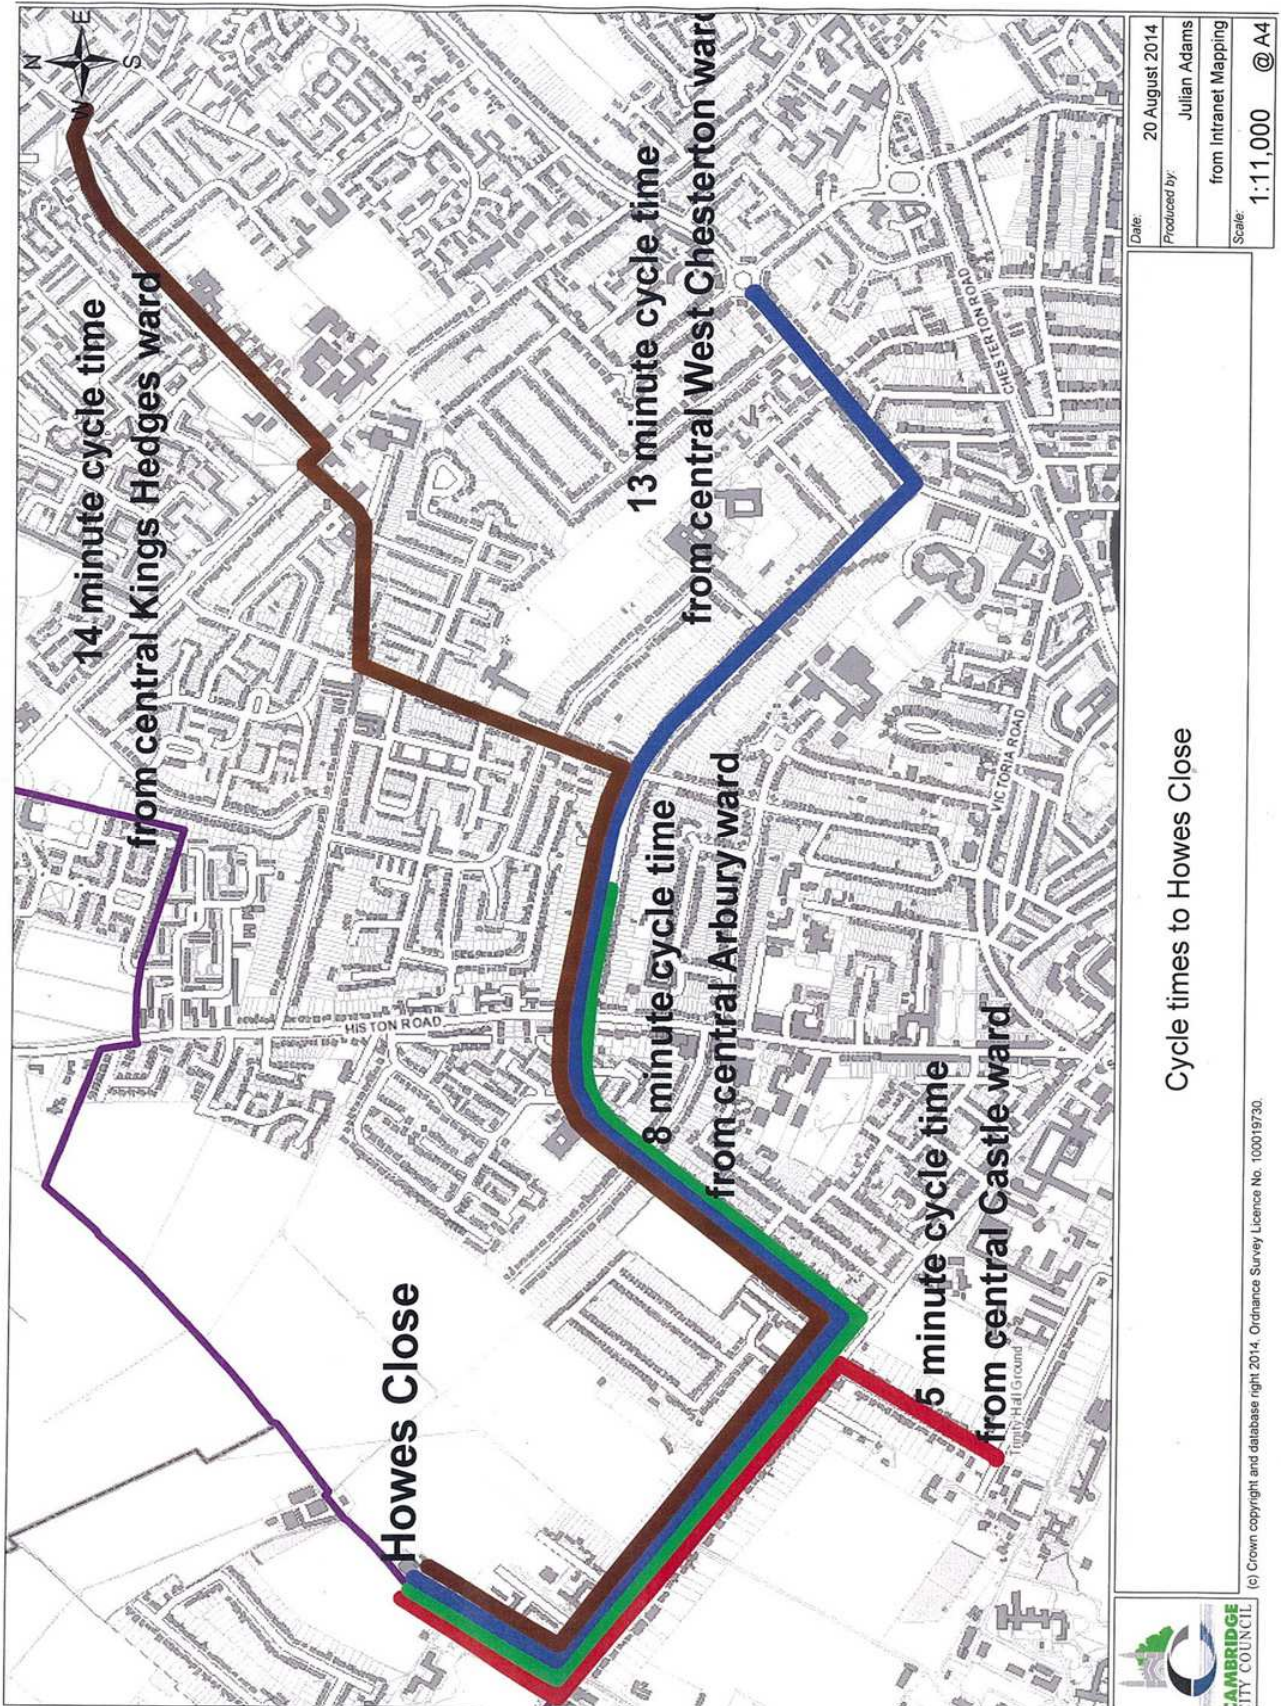 N
E
S
W
14 minute cycle time
from central Kings Hedges ward
13 minute cycle time
from central West Chesterton ward
8 minute cycle time
from central Arbury ward
5 minute cycle time
from central Castle ward
Howes Close
HISTON ROAD
VICTORIA ROAD
CHESTERTON ROAD
Trinity Hall Ground
Cycle times to Howes Close
Date:
20 August 2014
Produced by:
Julian Adams
from Intranet Mapping
Scale:
1:11,000 @ A4
CAMBRIDGE
ITY COUNCIL
(c) Crown copyright and database right 2014. Ordnance Survey Licence No. 100019730.